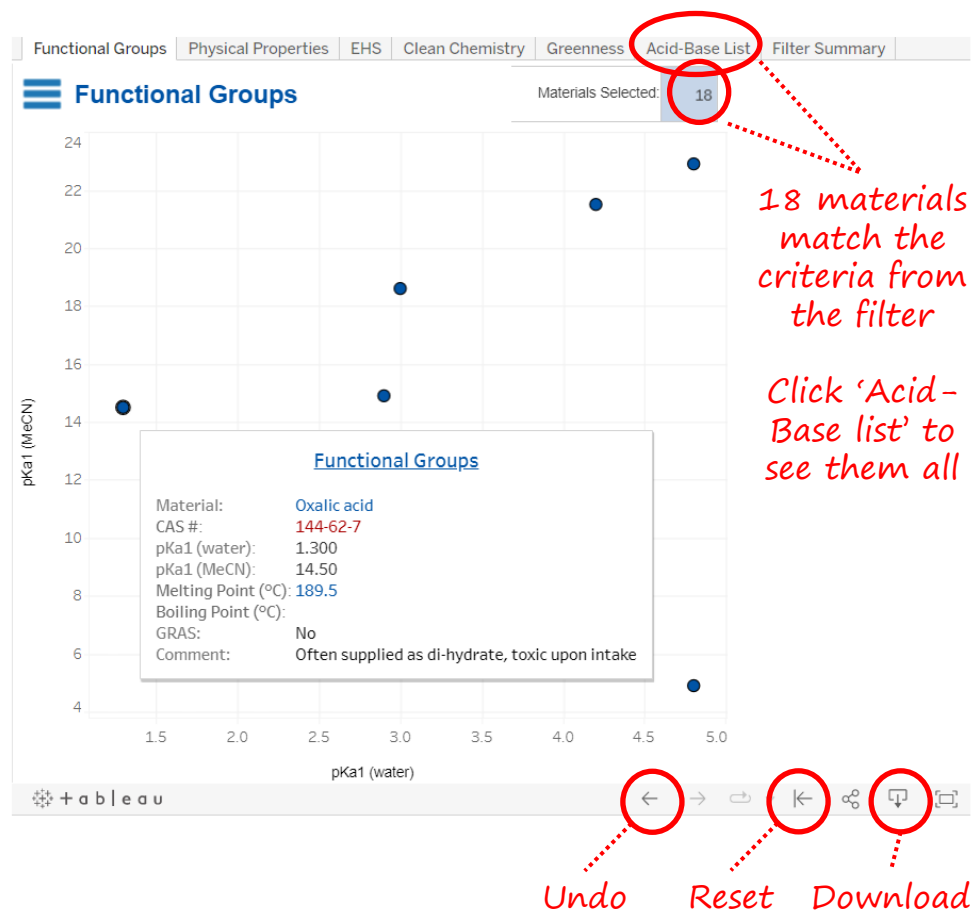 Functional Groups Physical Properties EHS Clean Chemistry Greenness Acid-Base List Filter Summary
Functional Groups
Materials Selected: 18
24
22
20
18
16
14
12
10
8
6
4
pKa1 (MeCN)
18 materials
match the
criteria from
the filter
Click ‘Acid-
Base list’ to
see them all
Functional Groups
Material: Oxalic acid
CAS #: 144-62-7
pKa1 (water): 1.300
pKa1 (MeCN): 14.50
Melting Point (ºC): 189.5
Boiling Point (ºC):
GRAS: No
Comment: Often supplied as di-hydrate, toxic upon intake
1.5 2.0 2.5 3.0 3.5 4.0 4.5 5.0
pKa1 (water)
+ a b | e a u
Undo Reset Download